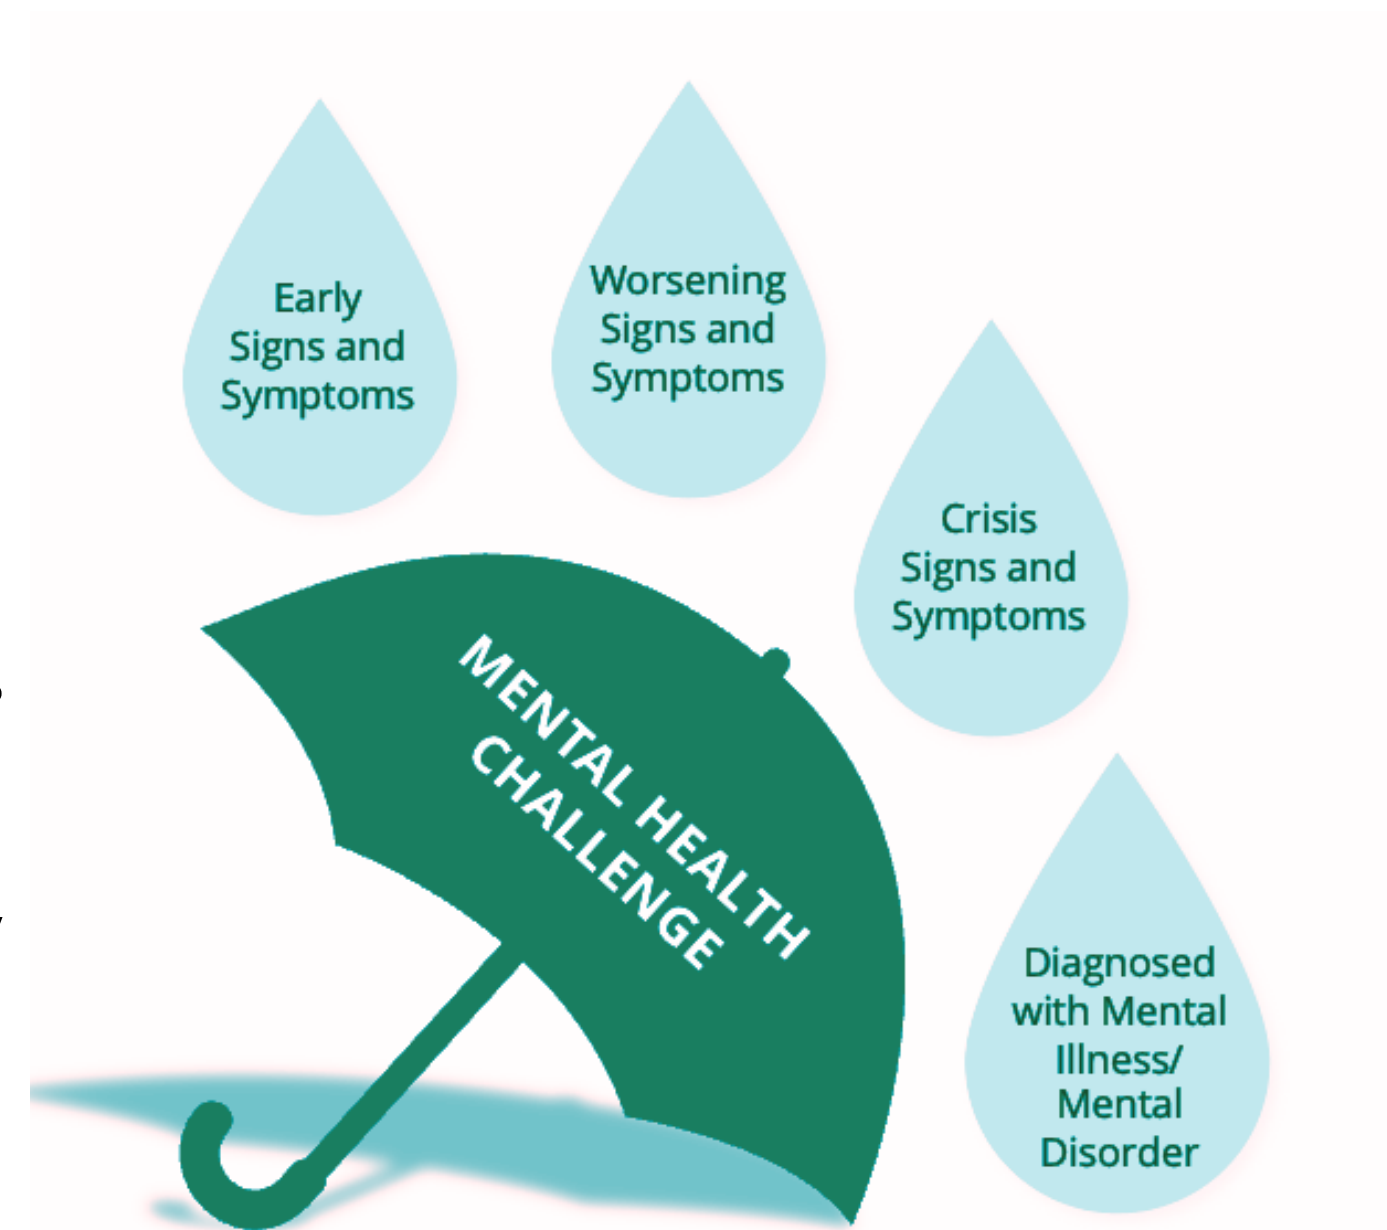 Early
Signs and
Symptoms
Worsening
Signs and
Symptoms
Crisis
Signs and
Symptoms
MENTAL HEALTH
CHALLENGE
Diagnosed
with Mental
Illness/
Mental
Disorder